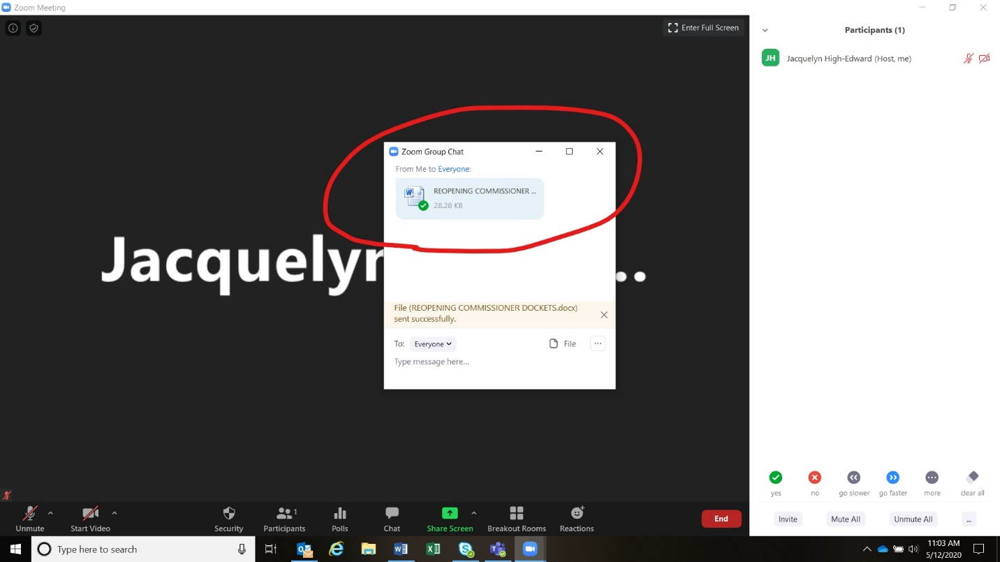 Zoom Meeting
Enter Full Screen
Participants (1)
JH
Jacquelyn High-Edward (Host, me)
Zoom Group Chat
From Me to Everyone:
REOPENING COMMISSIONER ...
28.28 KB
Jacquelyn
..
File (REOPENING COMMISSIONER DOCKETS.docx)
sent successfully.
To: Everyone File ...
Type message here...
yes no go slower go faster more clear all
Unmute Start Video Security Participants 1 Polls Chat Share Screen Breakout Rooms Reactions End
Invite Mute All Unmute All ...
Type here to search
11:03 AM
5/12/2020